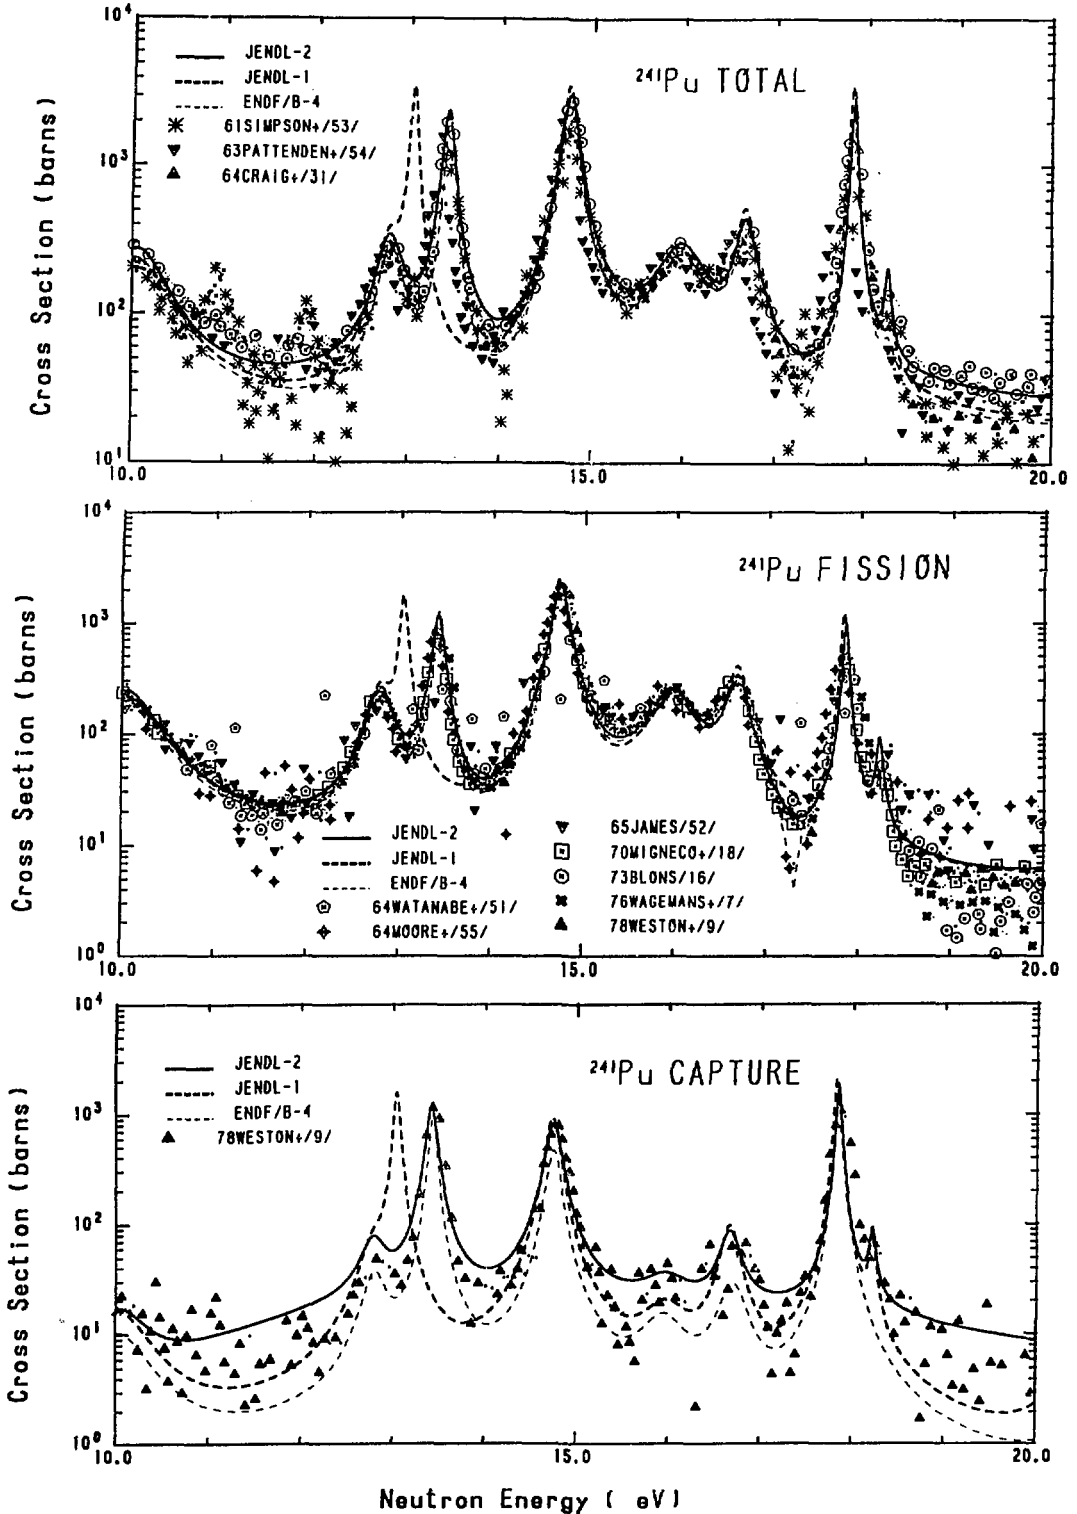 10⁴
10³
10²
10¹
Cross Section (barns)
JENDL-2
JENDL-1
ENDF/B-4
61SIMPSON+/53/
63PATTENDEN+/54/
64CRAIG+/31/
²⁴¹Pu TOTAL
10.0 15.0 20.0
10⁴
10³
10²
10¹
10⁰
Cross Section (barns)
²⁴¹Pu FISSION
JENDL-2
JENDL-1
ENDF/B-4
64WATANABE+/51/
64MOORE+/55/
65JAMES/52/
70MIGNECO+/18/
73BLONS/16/
76WAGEMANS+/7/
78WESTON+/9/
10.0 15.0 20.0
10⁴
10³
10²
10¹
10⁰
Cross Section (barns)
JENDL-2
JENDL-1
ENDF/B-4
78WESTON+/9/
²⁴¹Pu CAPTURE
10.0 15.0 20.0
Neutron Energy ( eV)